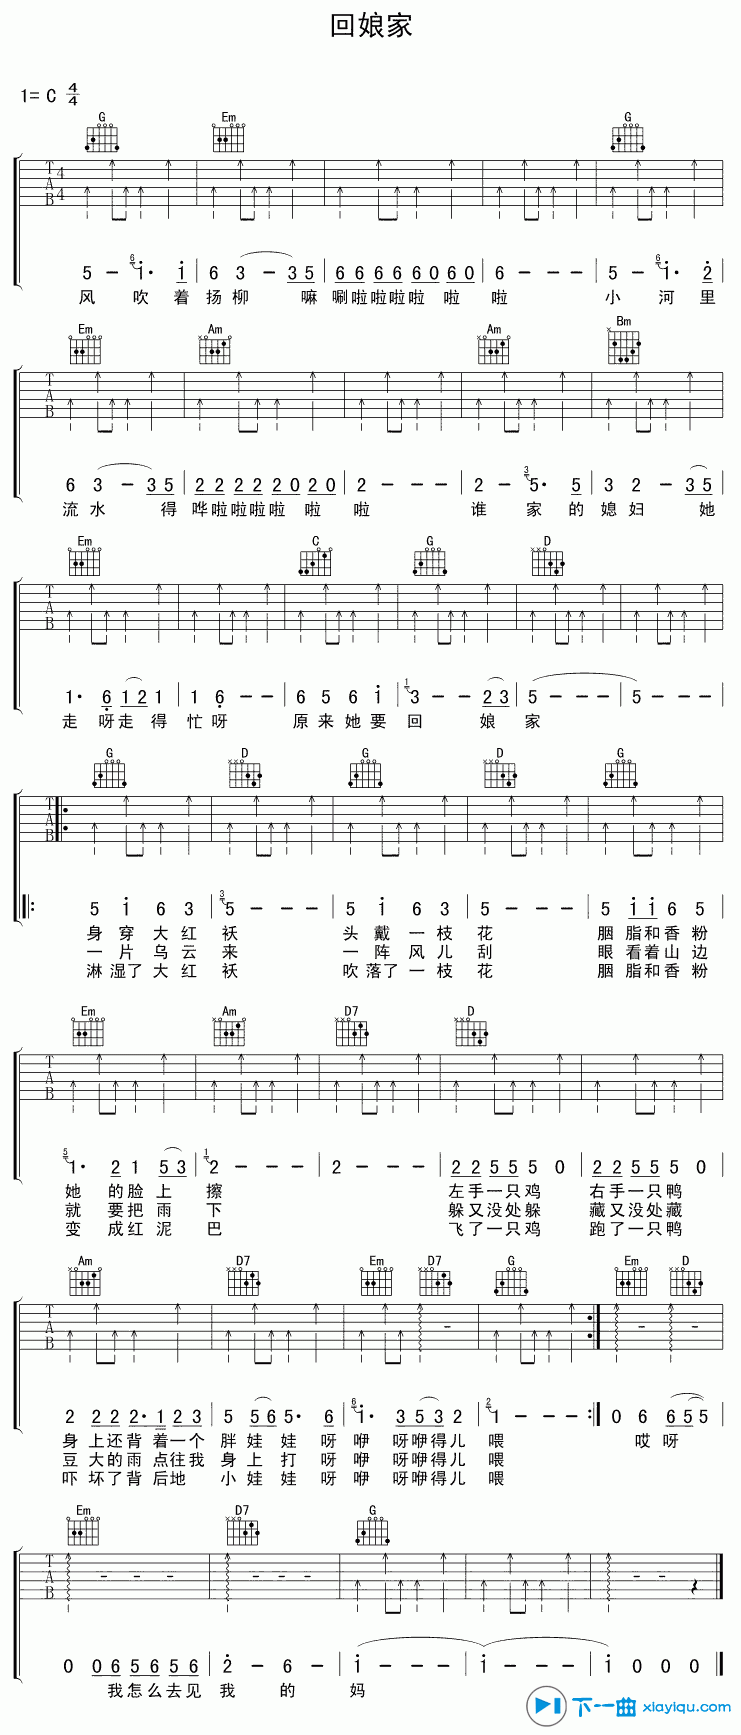 回娘家
1= C 4/4
G Em G
T A B 4/4
5 - 6 1· 1 | 6 3 - 3 5 | 6 6 6 6 6 0 6 0 | 6 - - - | 5 - 6 1· 2
风 吹 着 扬 柳 嘛 唰 啦 啦 啦 啦 啦 啦 小 河 里
Em Am Am Bm
T A B
6 3 - 3 5 | 2 2 2 2 2 0 2 0 | 2 - - - | 2 - 3 5· 5 | 3 2 - 3 5
流 水 得 哗 啦 啦 啦 啦 啦 啦 谁 家 的 媳 妇 她
Em C G D
T A B
1· 6 1 2 1 | 1 6 - - | 6 5 6 1 | 1 3 - - 2 3 | 5 - - - | 5 - - -
走 呀 走 得 忙 呀 原 来 她 要 回 娘 家
G D G D G
T A B
5 1 6 3 | 3 5 - - - | 5 1 6 3 | 5 - - - | 5 1 1 6 5
身 穿 大 红 袄 头 戴 一 枝 花 胭 脂 和 香 粉
一 片 乌 云 来 一 阵 风 儿 刮 眼 看 着 山 边
淋 湿 了 大 红 袄 吹 落 了 一 枝 花 胭 脂 和 香 粉
Em Am D7 D
T A B
5 1· 2 1 5 3 | 1 2 - - - | 2 - - - | 2 2 5 5 5 0 | 2 2 5 5 5 0
她 的 脸 上 擦 左 手 一 只 鸡 右 手 一 只 鸭
就 要 把 雨 下 躲 又 没 处 躲 藏 又 没 处 藏
变 成 红 泥 巴 飞 了 一 只 鸡 跑 了 一 只 鸭
Am D7 Em D7 G Em D
T A B
2 2 2 2· 1 2 3 | 5 5 6 5· 6 | 6 1· 3 5 3 2 | 2 1 - - - :| 0 6 6 5 5
身 上 还 背 着 一 个 胖 娃 娃 呀 咿 呀 咿 得 儿 喂 哎 呀
豆 大 的 雨 点 往 我 身 上 打 呀 咿 呀 咿 得 儿 喂
吓 坏 了 背 后 地 小 娃 娃 呀 咿 呀 咿 得 儿 喂
Em D7 G
T A B
0 0 6 5 6 5 6 | 2 - 6 - | 1 - - - | 1 - - - | 1 0 0 0
我 怎 么 去 见 我 的 妈
下一曲 xiayiqu.com